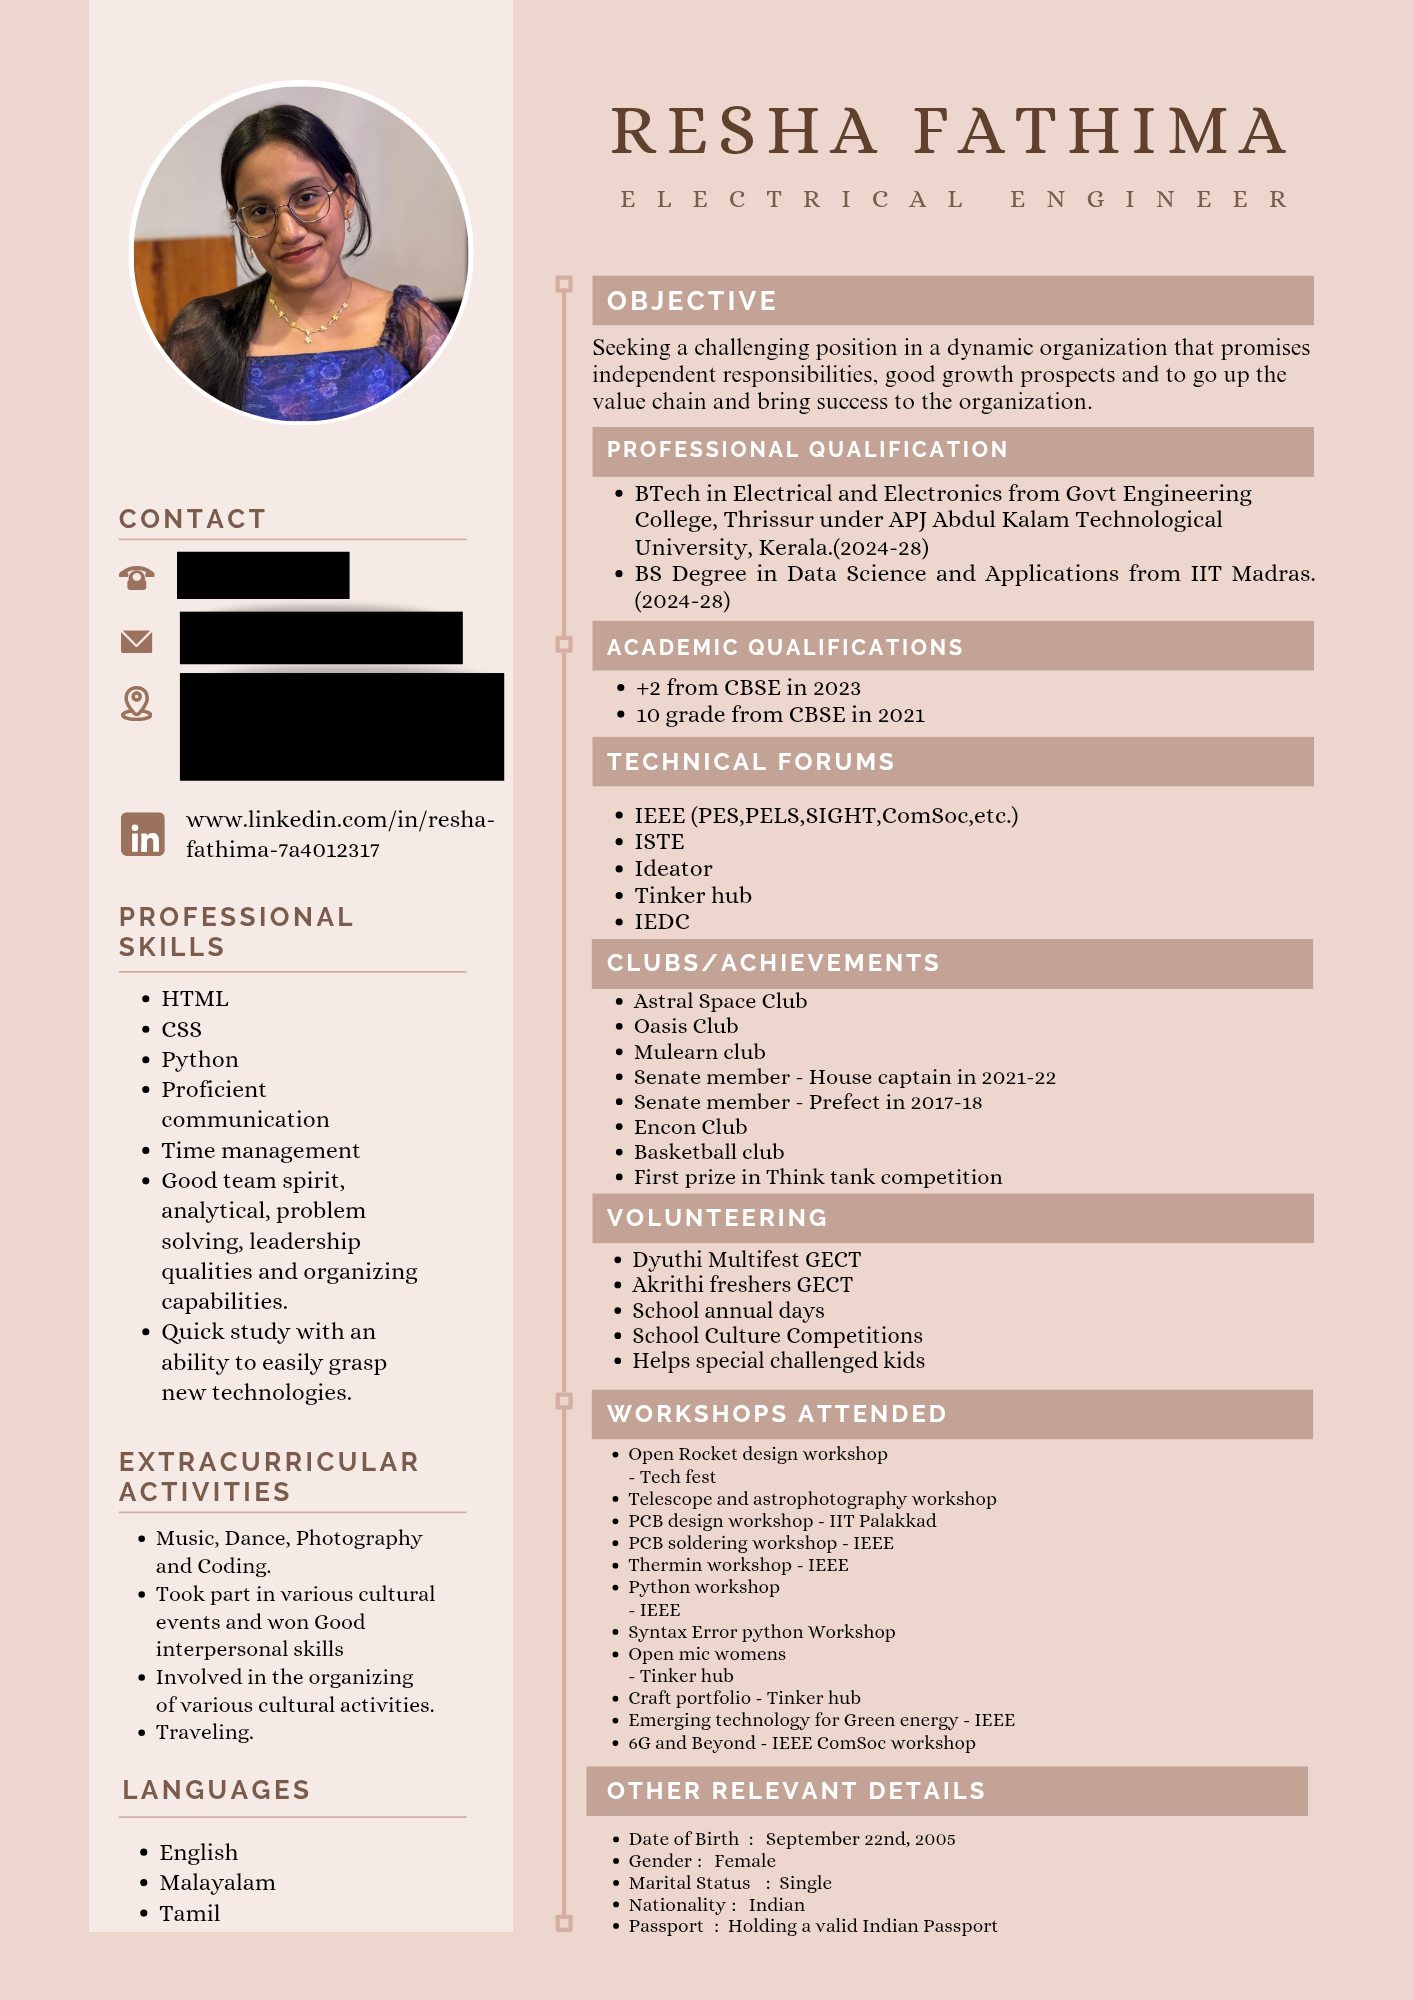 RESHA FATHIMA
ELECTRICAL ENGINEER
CONTACT
www.linkedin.com/in/resha-
fathima-7a4012317
PROFESSIONAL
SKILLS
HTML
CSS
Python
Proficient
communication
Time management
Good team spirit,
analytical, problem
solving, leadership
qualities and organizing
capabilities.
Quick study with an
ability to easily grasp
new technologies.
EXTRACURRICULAR
ACTIVITIES
Music, Dance, Photography
and Coding.
Took part in various cultural
events and won Good
interpersonal skills
Involved in the organizing
of various cultural activities.
Traveling.
LANGUAGES
English
Malayalam
Tamil
OBJECTIVE
Seeking a challenging position in a dynamic organization that promises
independent responsibilities, good growth prospects and to go up the
value chain and bring success to the organization.
PROFESSIONAL QUALIFICATION
BTech in Electrical and Electronics from Govt Engineering
College, Thrissur under APJ Abdul Kalam Technological
University, Kerala.(2024-28)
BS Degree in Data Science and Applications from IIT Madras.
(2024-28)
ACADEMIC QUALIFICATIONS
+2 from CBSE in 2023
10 grade from CBSE in 2021
TECHNICAL FORUMS
IEEE (PES,PELS,SIGHT,ComSoc,etc.)
ISTE
Ideator
Tinker hub
IEDC
CLUBS/ACHIEVEMENTS
Astral Space Club
Oasis Club
Mulearn club
Senate member - House captain in 2021-22
Senate member - Prefect in 2017-18
Encon Club
Basketball club
First prize in Think tank competition
VOLUNTEERING
Dyuthi Multifest GECT
Akrithi freshers GECT
School annual days
School Culture Competitions
Helps special challenged kids
WORKSHOPS ATTENDED
Open Rocket design workshop
- Tech fest
Telescope and astrophotography workshop
PCB design workshop - IIT Palakkad
PCB soldering workshop - IEEE
Thermin workshop - IEEE
Python workshop
- IEEE
Syntax Error python Workshop
Open mic womens
- Tinker hub
Craft portfolio - Tinker hub
Emerging technology for Green energy - IEEE
6G and Beyond - IEEE ComSoc workshop
OTHER RELEVANT DETAILS
Date of Birth : September 22nd, 2005
Gender : Female
Marital Status : Single
Nationality : Indian
Passport : Holding a valid Indian Passport